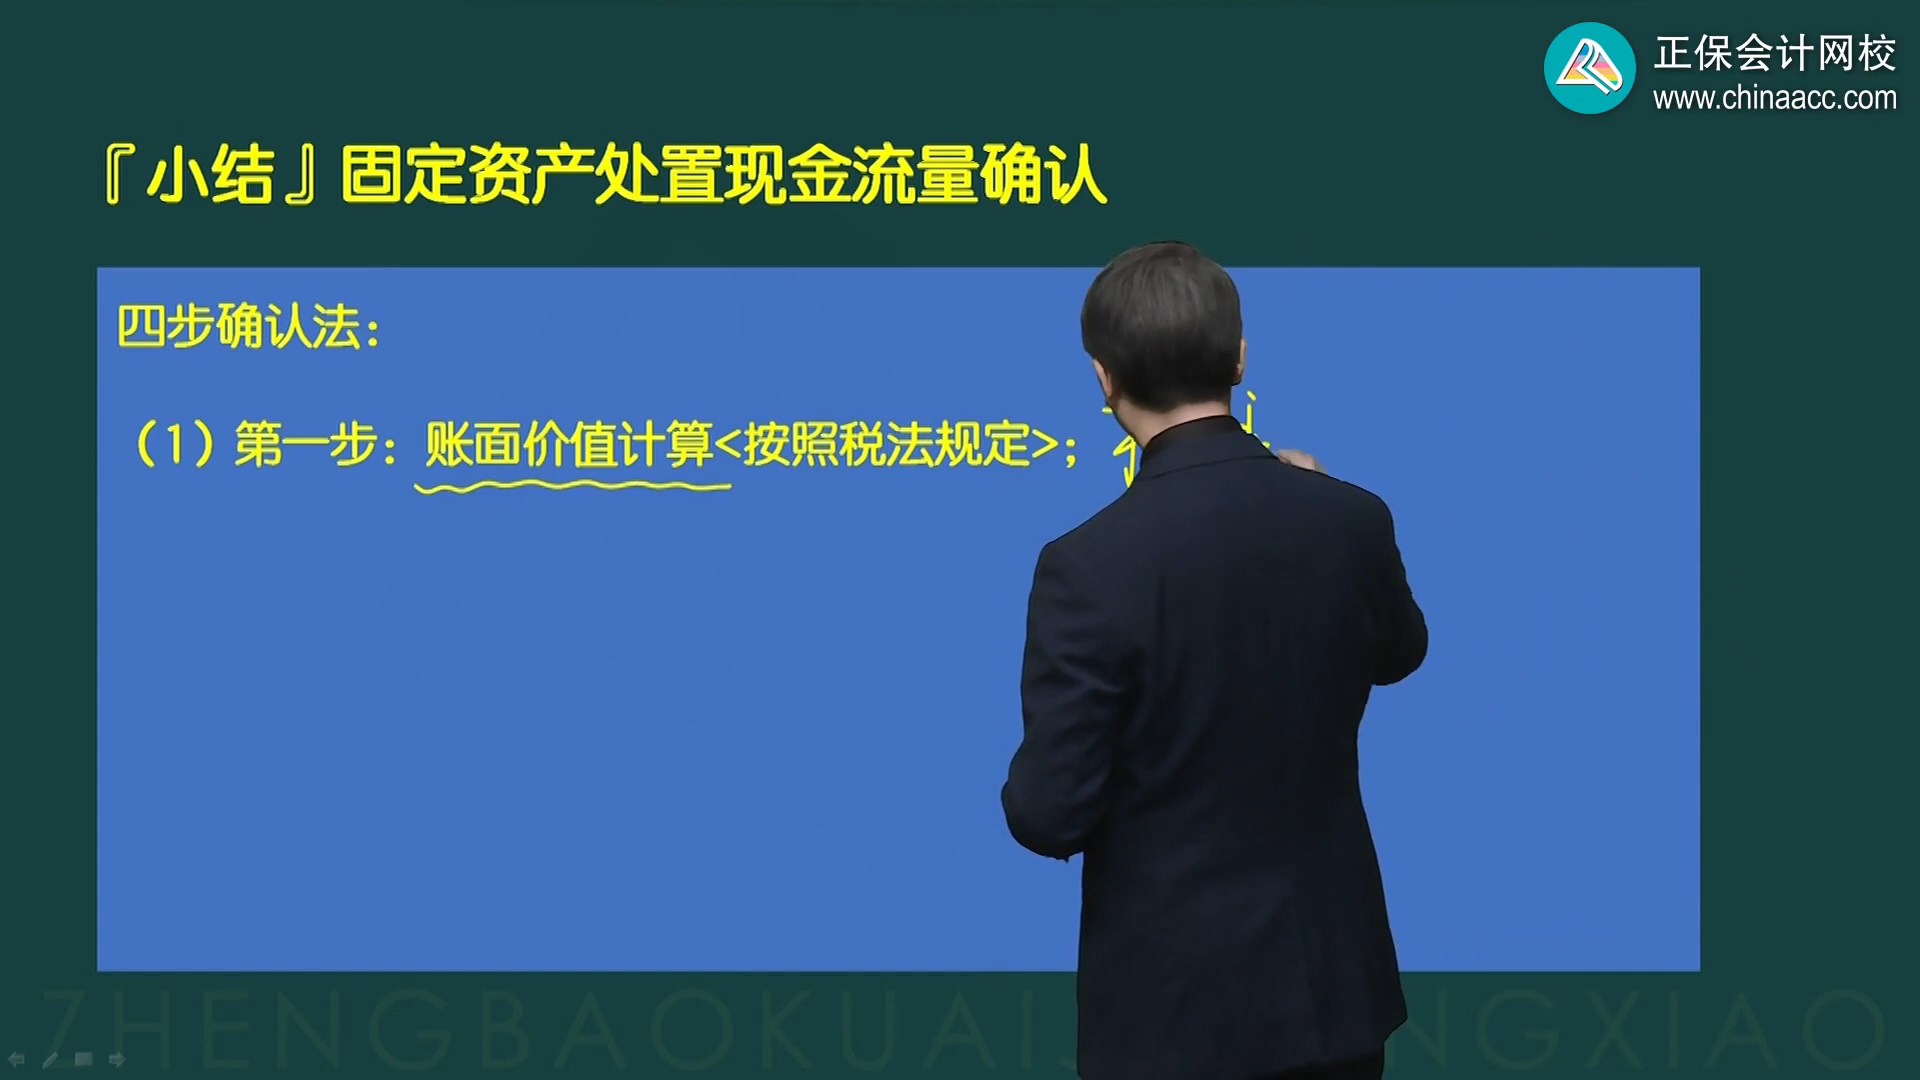 正保会计网校
www.chinaacc.com
『小结』固定资产处置现金流量确认
四步确认法：
（1）第一步：账面价值计算<按照税法规定>；